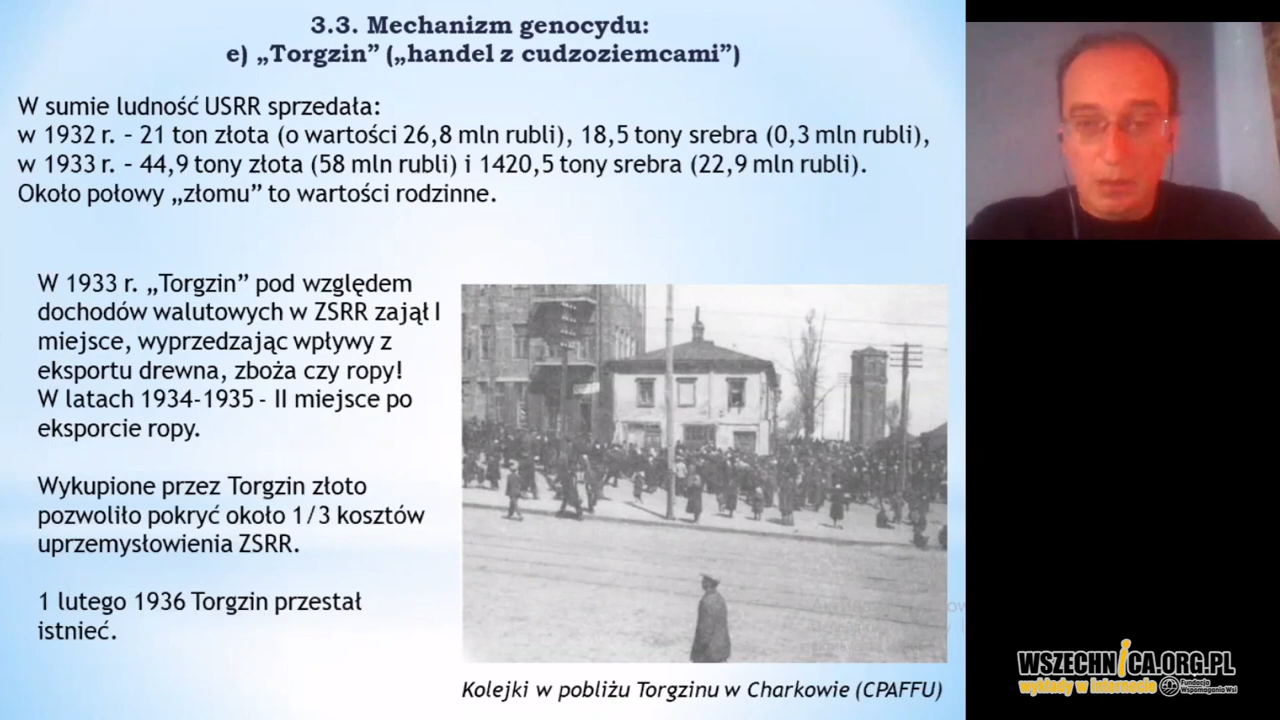 3.3. Mechanizm genocydu:
e) „Torgzin” („handel z cudzoziemcami”)
W sumie ludność USRR sprzedała:
w 1932 r. – 21 ton złota (o wartości 26,8 mln rubli), 18,5 tony srebra (0,3 mln rubli),
w 1933 r. – 44,9 tony złota (58 mln rubli) i 1420,5 tony srebra (22,9 mln rubli).
Około połowy „złomu” to wartości rodzinne.
W 1933 r. „Torgzin” pod względem
dochodów walutowych w ZSRR zajął I
miejsce, wyprzedzając wpływy z
eksportu drewna, zboża czy ropy!
W latach 1934-1935 - II miejsce po
eksporcie ropy.
Wykupione przez Torgzin złoto
pozwoliło pokryć około 1/3 kosztów
uprzemysłowienia ZSRR.
1 lutego 1936 Torgzin przestał
istnieć.
Kolejki w pobliżu Torgzinu w Charkowie (CPAFFU)
WSZECHNICA.ORG.PL
wykłady w internecie
Fundacja
Wspomagania Wsi